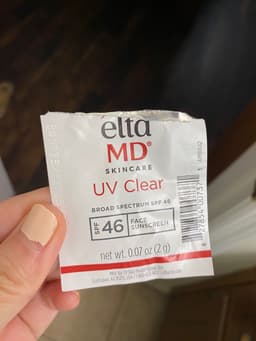 elta
MD®
SKINCARE
UV Clear
BROAD SPECTRUM SPF 46
SPF 46 FACE SUNSCREEN
net wt. 0.07 oz (2 g)